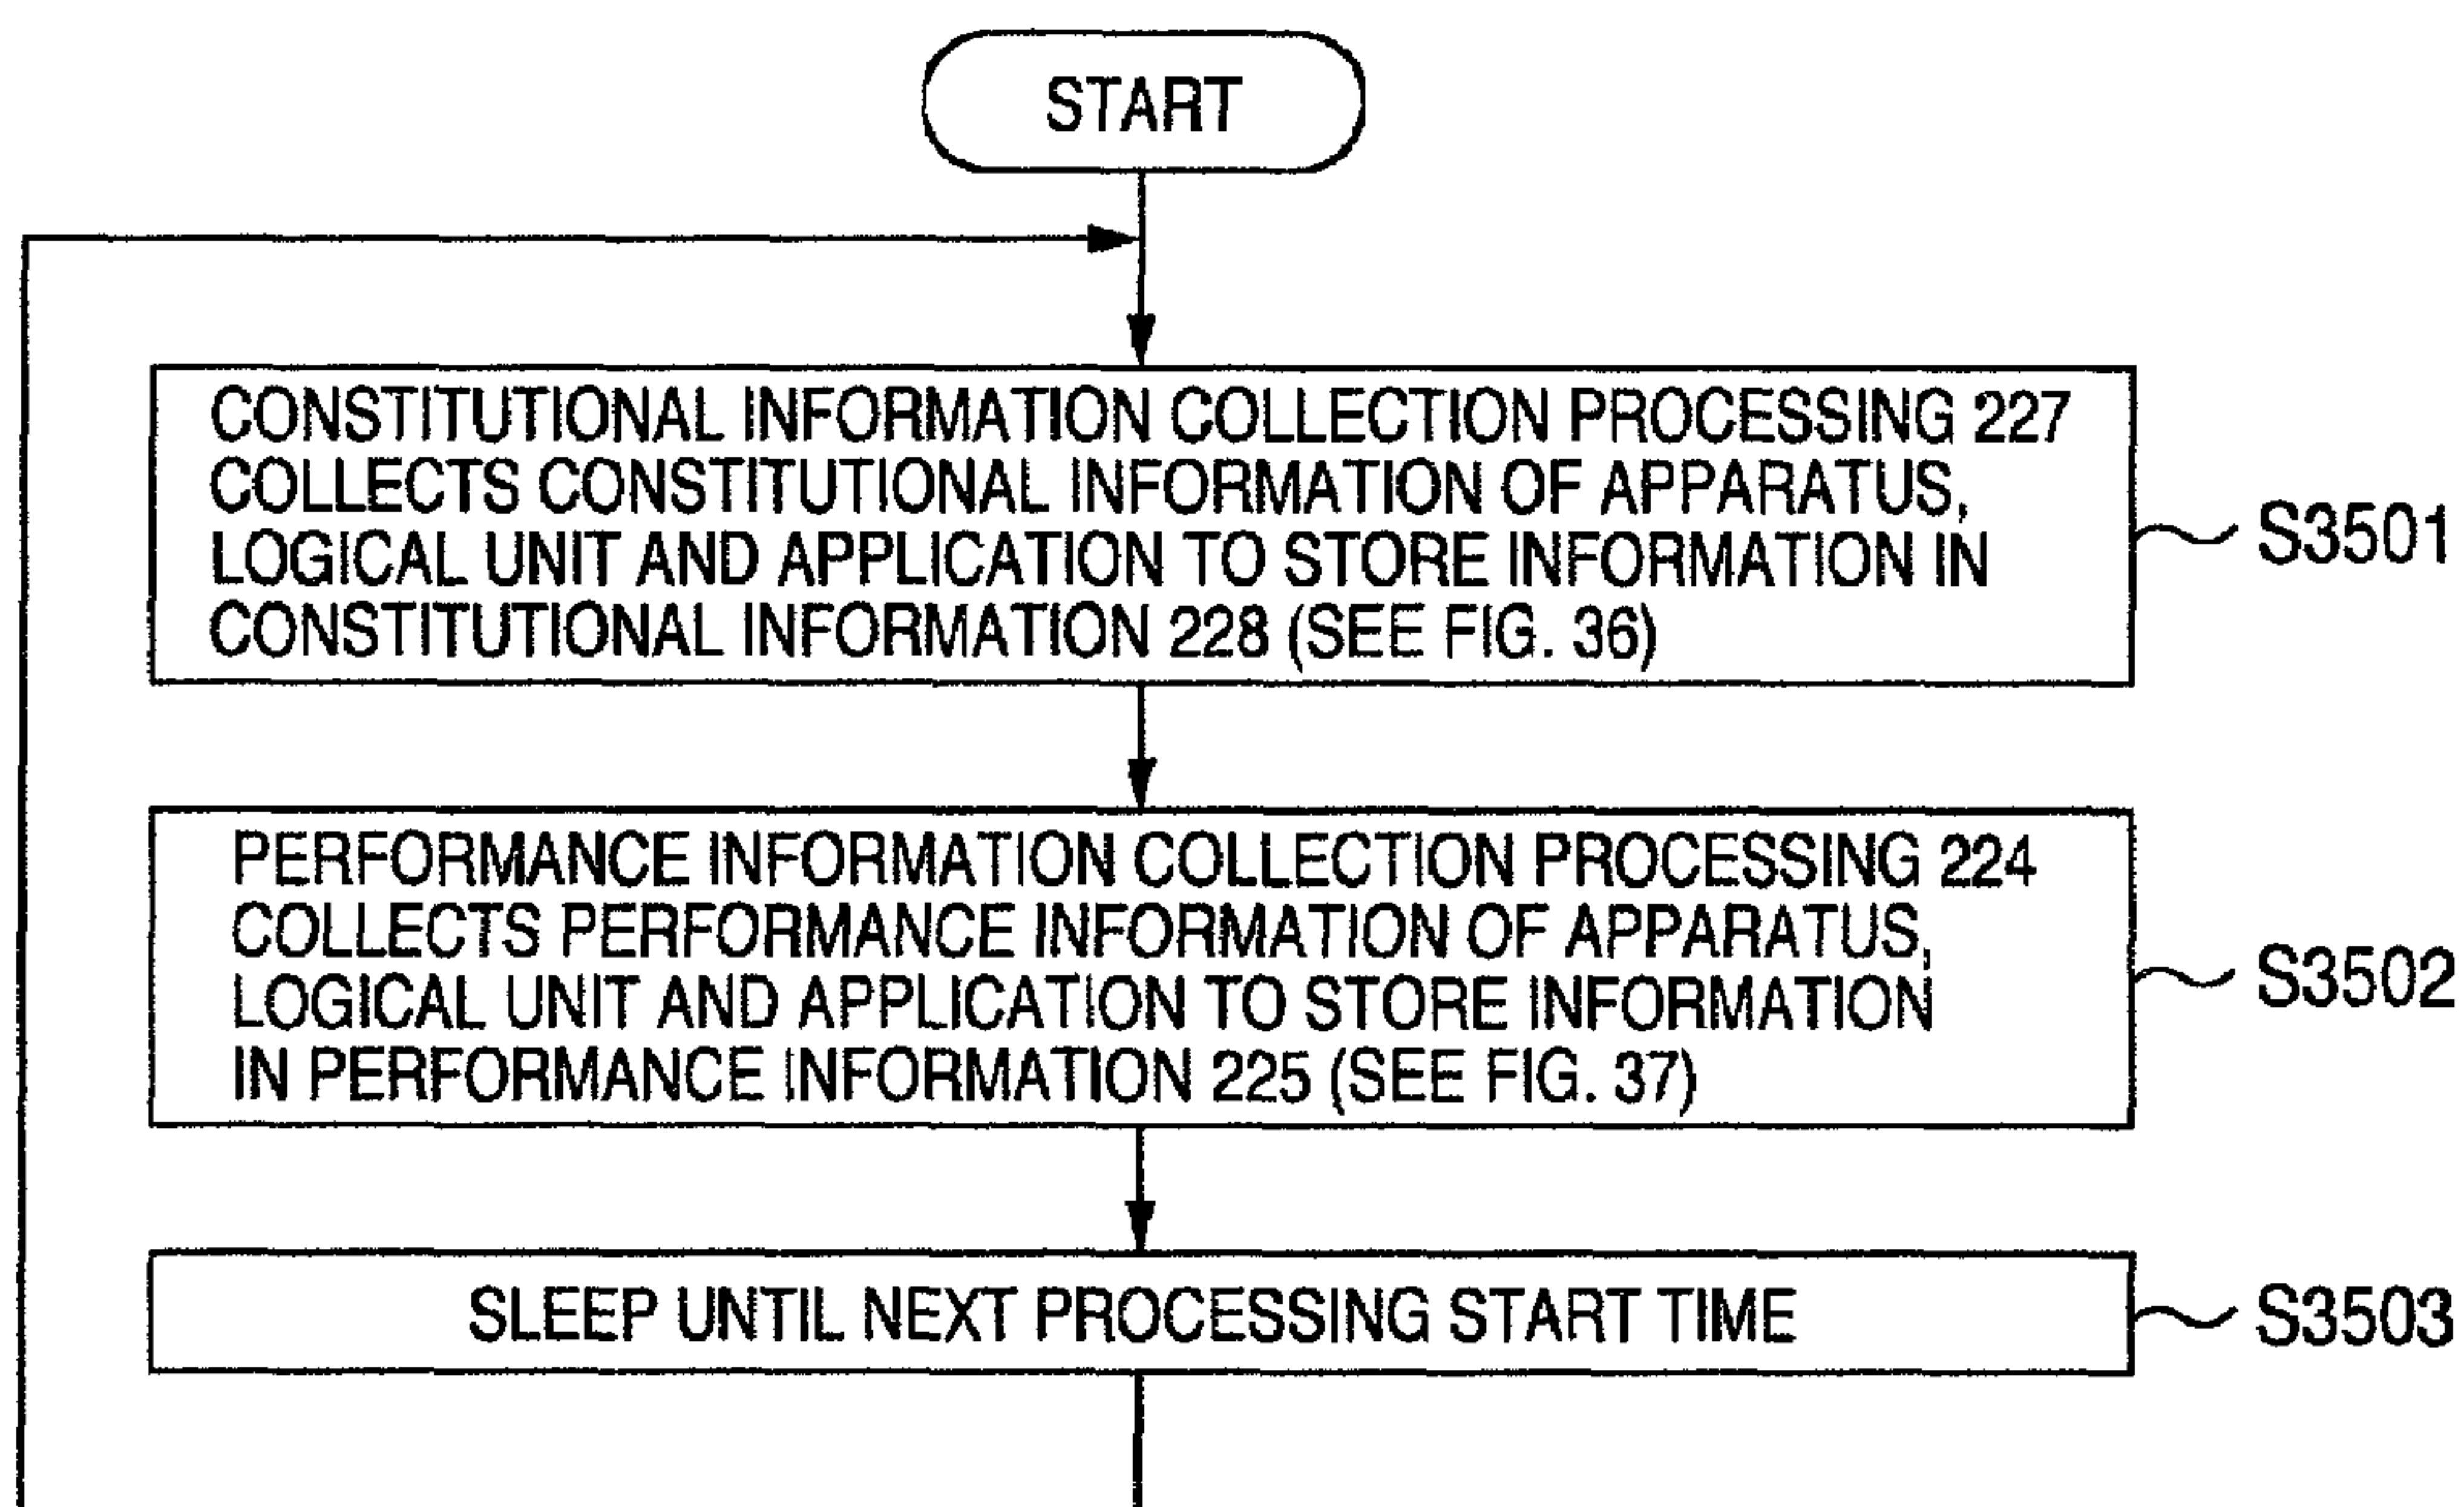 START
CONSTITUTIONAL INFORMATION COLLECTION PROCESSING 227
COLLECTS CONSTITUTIONAL INFORMATION OF APPARATUS,
LOGICAL UNIT AND APPLICATION TO STORE INFORMATION IN
CONSTITUTIONAL INFORMATION 228 (SEE FIG. 36)
S3501
PERFORMANCE INFORMATION COLLECTION PROCESSING 224
COLLECTS PERFORMANCE INFORMATION OF APPARATUS,
LOGICAL UNIT AND APPLICATION TO STORE INFORMATION
IN PERFORMANCE INFORMATION 225 (SEE FIG. 37)
S3502
SLEEP UNTIL NEXT PROCESSING START TIME
S3503